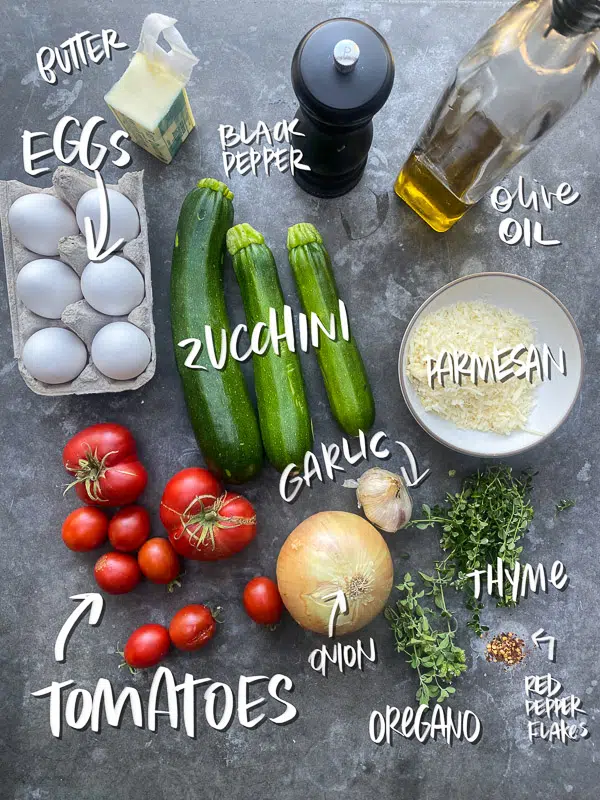 BUTTER
EGGS
BLACK
PEPPER
Olive
OIL
ZUCCHINI
PARMESAN
GARLIC
THYME
ONION
RED
PEPPER
FLAKES
TOMATOES
OREGANO
P